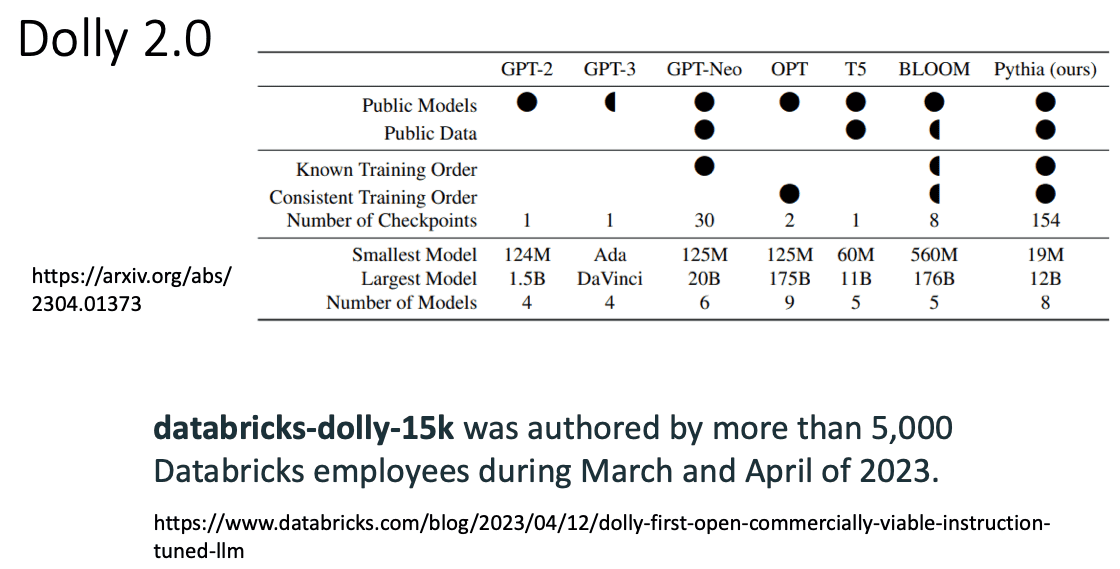 Dolly 2.0
GPT-2 GPT-3 GPT-Neo OPT T5 BLOOM Pythia (ours)
Public Models ● ◖ ● ● ● ● ●
Public Data ● ● ◖ ●
Known Training Order ● ◖ ●
Consistent Training Order ● ◖ ●
Number of Checkpoints 1 1 30 2 1 8 154
Smallest Model 124M Ada 125M 125M 60M 560M 19M
Largest Model 1.5B DaVinci 20B 175B 11B 176B 12B
Number of Models 4 4 6 9 5 5 8
https://arxiv.org/abs/
2304.01373
databricks-dolly-15k was authored by more than 5,000
Databricks employees during March and April of 2023.
https://www.databricks.com/blog/2023/04/12/dolly-first-open-commercially-viable-instruction-
tuned-llm